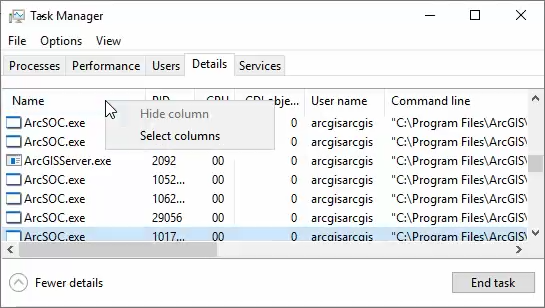 Task Manager
File Options View
Processes Performance Users Details Services
Name PID CPU GDI obje... User name Command line
Hide column
Select columns
ArcSOC.exe 0 arcgisarcgis "C:\Program Files\ArcGIS\
ArcSOC.exe 0 arcgisarcgis "C:\Program Files\ArcGIS\
ArcGISServer.exe 2092 00 0 arcgisarcgis "C:\Program Files\ArcGIS\
ArcSOC.exe 1052... 00 0 arcgisarcgis "C:\Program Files\ArcGIS\
ArcSOC.exe 1062... 00 0 arcgisarcgis "C:\Program Files\ArcGIS\
ArcSOC.exe 29056 00 0 arcgisarcgis "C:\Program Files\ArcGIS\
ArcSOC.exe 1017... 00 0 arcgisarcgis "C:\Program Files\ArcGIS\
Fewer details End task